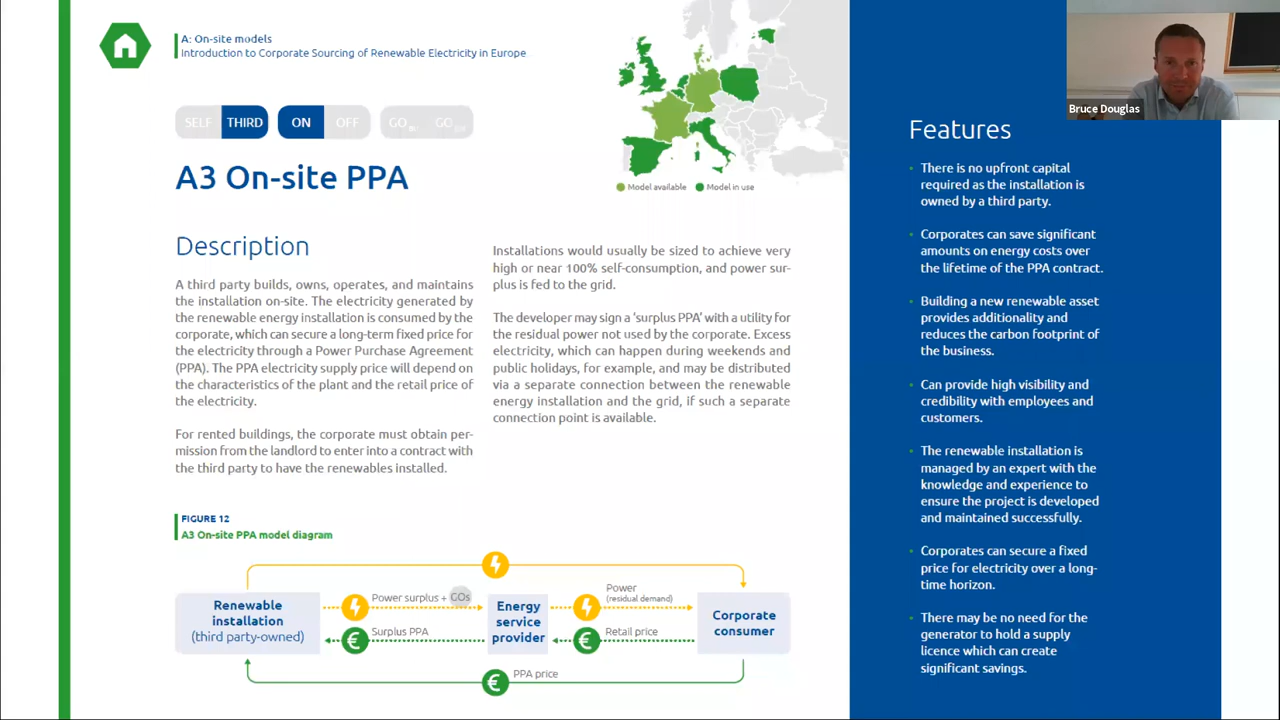 A: On-site models
Introduction to Corporate Sourcing of Renewable Electricity in Europe
SELF THIRD ON OFF GO GO
A3 On-site PPA
Model available Model in use
Description
A third party builds, owns, operates, and maintains
the installation on-site. The electricity generated by
the renewable energy installation is consumed by the
corporate, which can secure a long-term fixed price for
the electricity through a Power Purchase Agreement
(PPA). The PPA electricity supply price will depend on
the characteristics of the plant and the retail price of
the electricity.
For rented buildings, the corporate must obtain per-
mission from the landlord to enter into a contract with
the third party to have the renewables installed.
Installations would usually be sized to achieve very
high or near 100% self-consumption, and power sur-
plus is fed to the grid.
The developer may sign a ‘surplus PPA’ with a utility for
the residual power not used by the corporate. Excess
electricity, which can happen during weekends and
public holidays, for example, and may be distributed
via a separate connection between the renewable
energy installation and the grid, if such a separate
connection point is available.
FIGURE 12
A3 On-site PPA model diagram
Renewable
installation
(third party-owned)
Power surplus + GOs
€ Surplus PPA
Energy
service
provider
Power
(residual demand)
€ Retail price
Corporate
consumer
€ PPA price
Bruce Douglas
Features
• There is no upfront capital
required as the installation is
owned by a third party.
• Corporates can save significant
amounts on energy costs over
the lifetime of the PPA contract.
• Building a new renewable asset
provides additionality and
reduces the carbon footprint of
the business.
• Can provide high visibility and
credibility with employees and
customers.
• The renewable installation is
managed by an expert with the
knowledge and experience to
ensure the project is developed
and maintained successfully.
• Corporates can secure a fixed
price for electricity over a long-
time horizon.
• There may be no need for the
generator to hold a supply
licence which can create
significant savings.